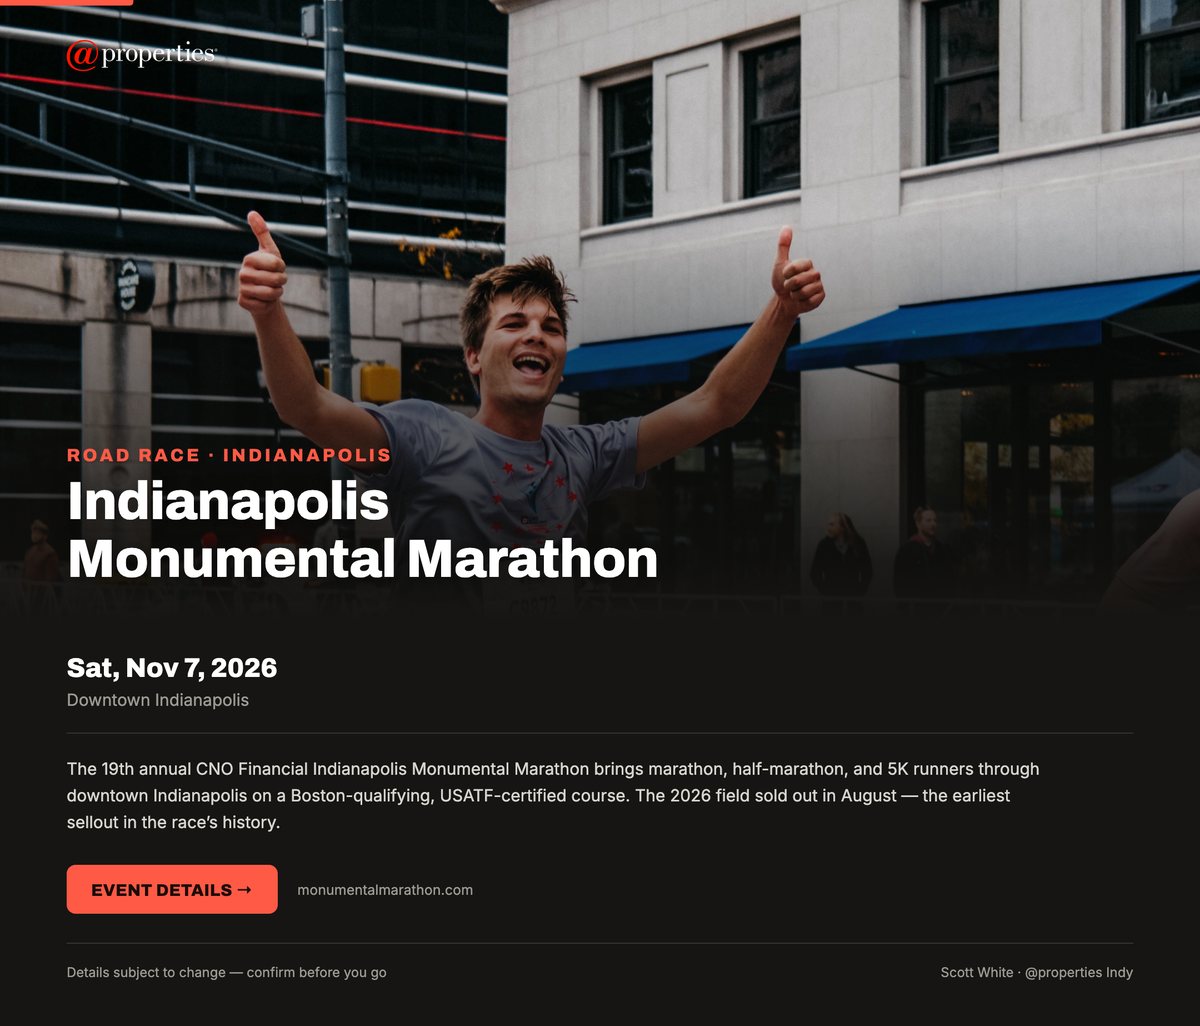 @properties
ROAD RACE · INDIANAPOLIS
Indianapolis
Monumental Marathon
Sat, Nov 7, 2026
Downtown Indianapolis
The 19th annual CNO Financial Indianapolis Monumental Marathon brings marathon, half-marathon, and 5K runners through
downtown Indianapolis on a Boston-qualifying, USATF-certified course. The 2026 field sold out in August — the earliest
sellout in the race’s history.
EVENT DETAILS →
monumentalmarathon.com
Details subject to change — confirm before you go
Scott White · @properties Indy